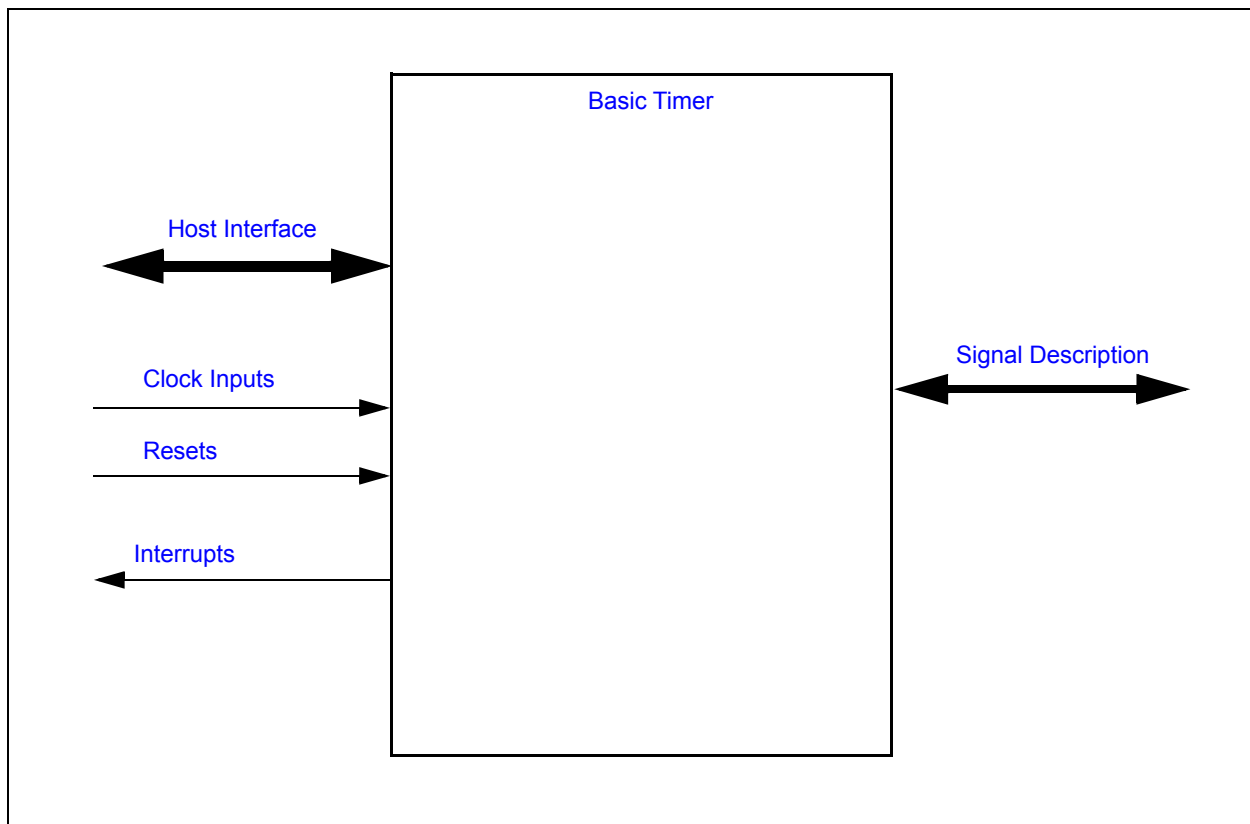 Basic Timer
Host Interface
Signal Description
Clock Inputs
Resets
Interrupts